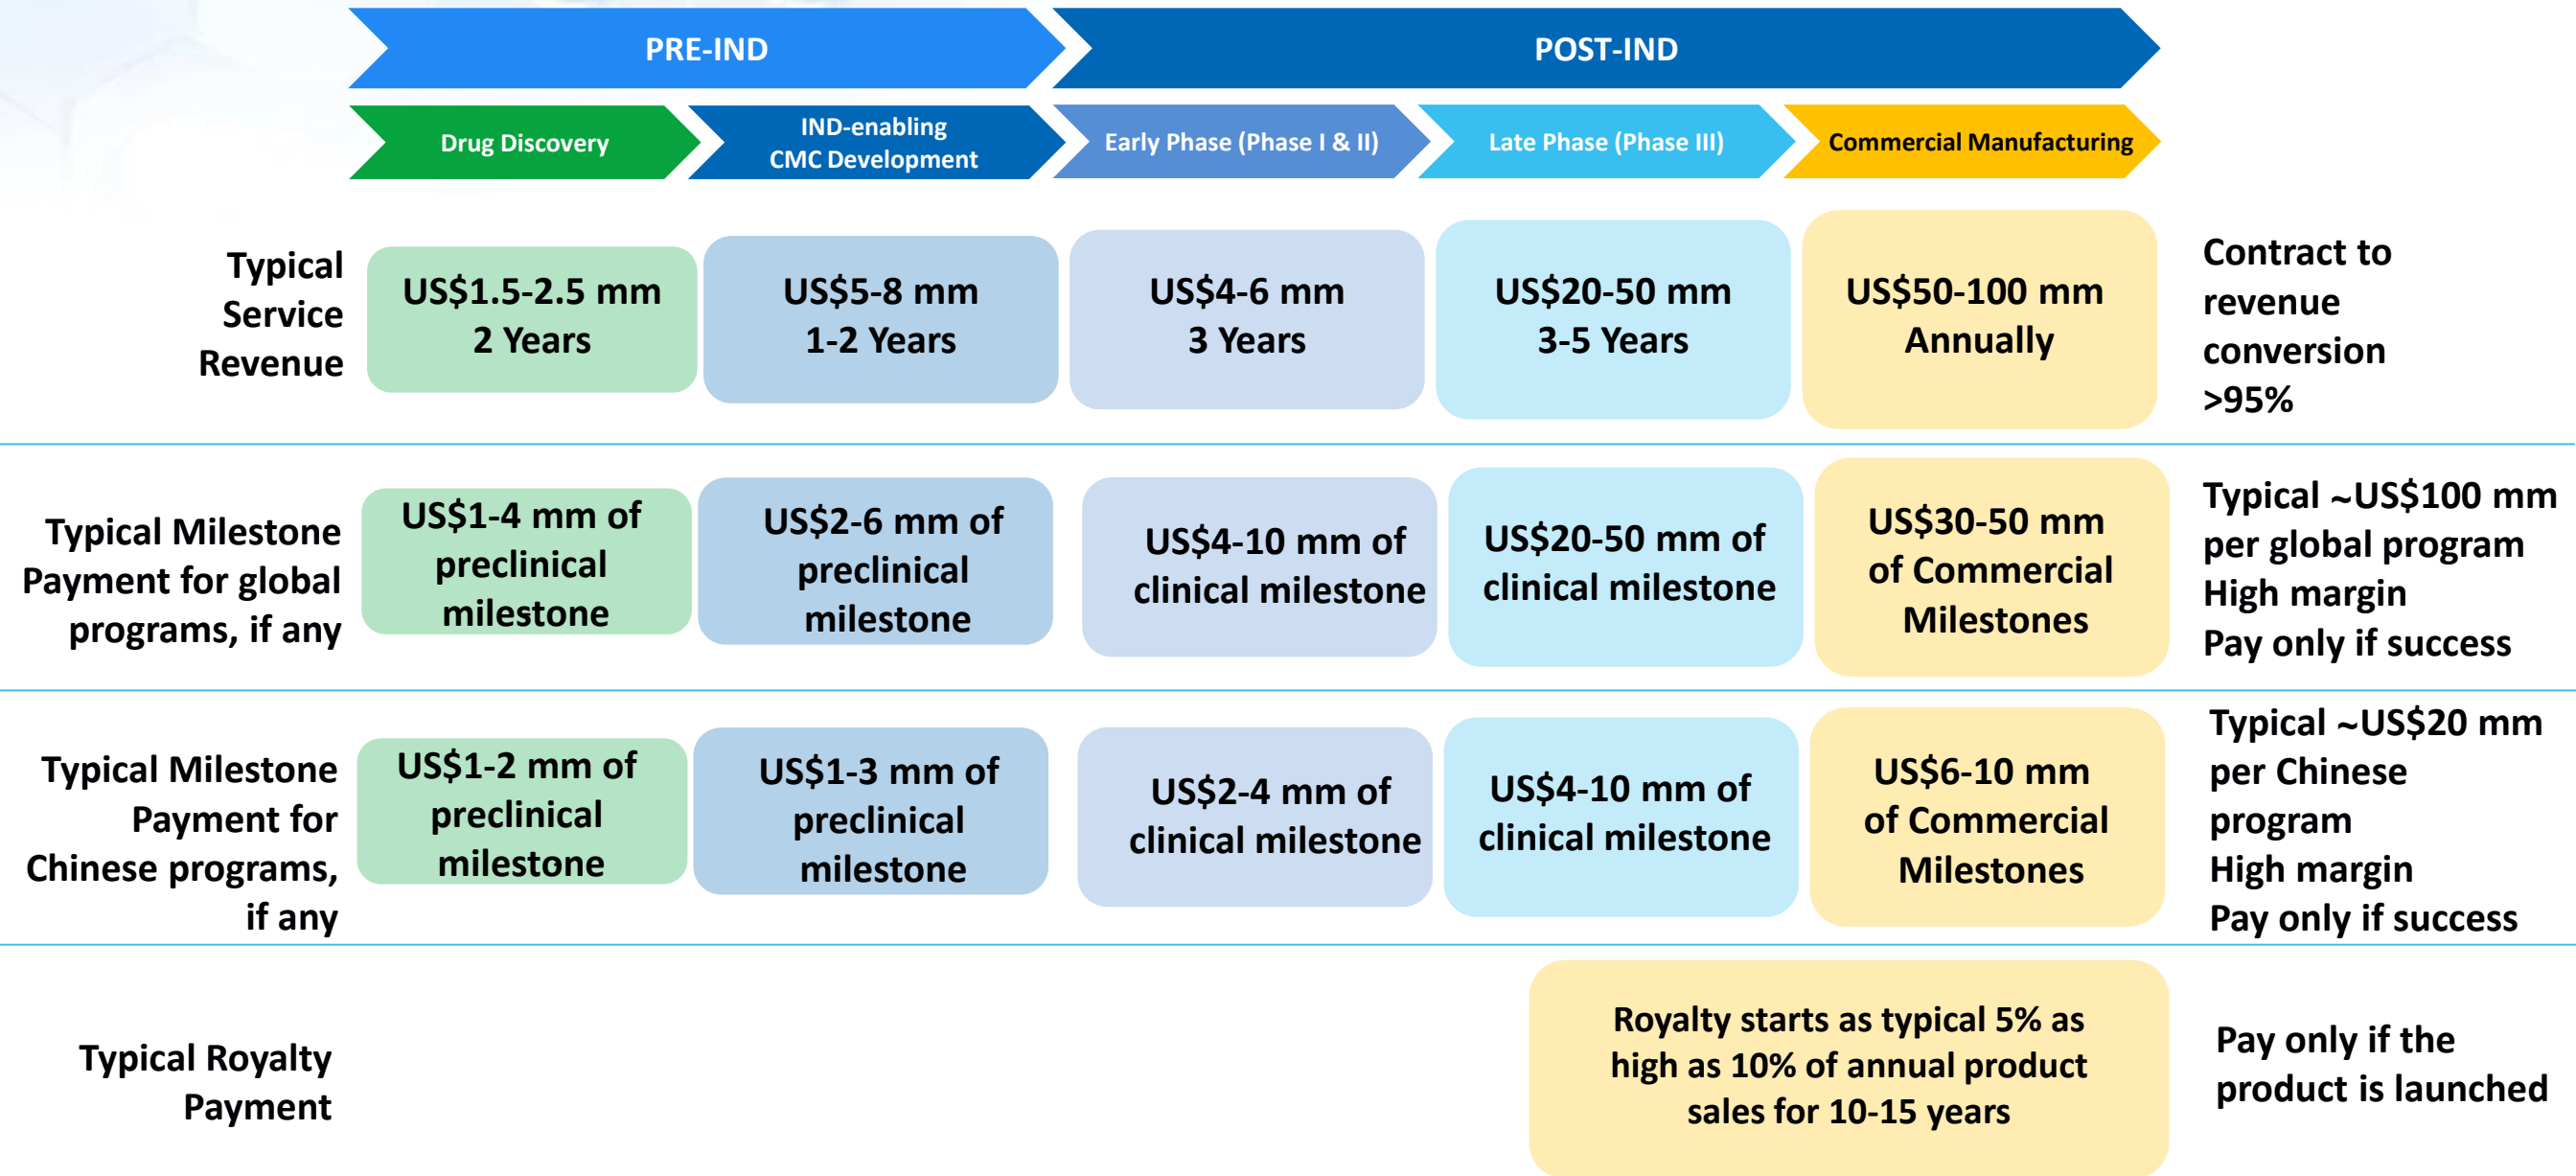 PRE-IND
POST-IND
Drug Discovery
IND-enabling
CMC Development
Early Phase (Phase I & II)
Late Phase (Phase III)
Commercial Manufacturing
Typical
Service
Revenue
US$1.5-2.5 mm
2 Years
US$5-8 mm
1-2 Years
US$4-6 mm
3 Years
US$20-50 mm
3-5 Years
US$50-100 mm
Annually
Contract to
revenue
conversion
>95%
Typical Milestone
Payment for global
programs, if any
US$1-4 mm of
preclinical
milestone
US$2-6 mm of
preclinical
milestone
US$4-10 mm of
clinical milestone
US$20-50 mm of
clinical milestone
US$30-50 mm
of Commercial
Milestones
Typical ~US$100 mm
per global program
High margin
Pay only if success
Typical Milestone
Payment for
Chinese programs,
if any
US$1-2 mm of
preclinical
milestone
US$1-3 mm of
preclinical
milestone
US$2-4 mm of
clinical milestone
US$4-10 mm of
clinical milestone
US$6-10 mm
of Commercial
Milestones
Typical ~US$20 mm
per Chinese
program
High margin
Pay only if success
Typical Royalty
Payment
Royalty starts as typical 5% as
high as 10% of annual product
sales for 10-15 years
Pay only if the
product is launched